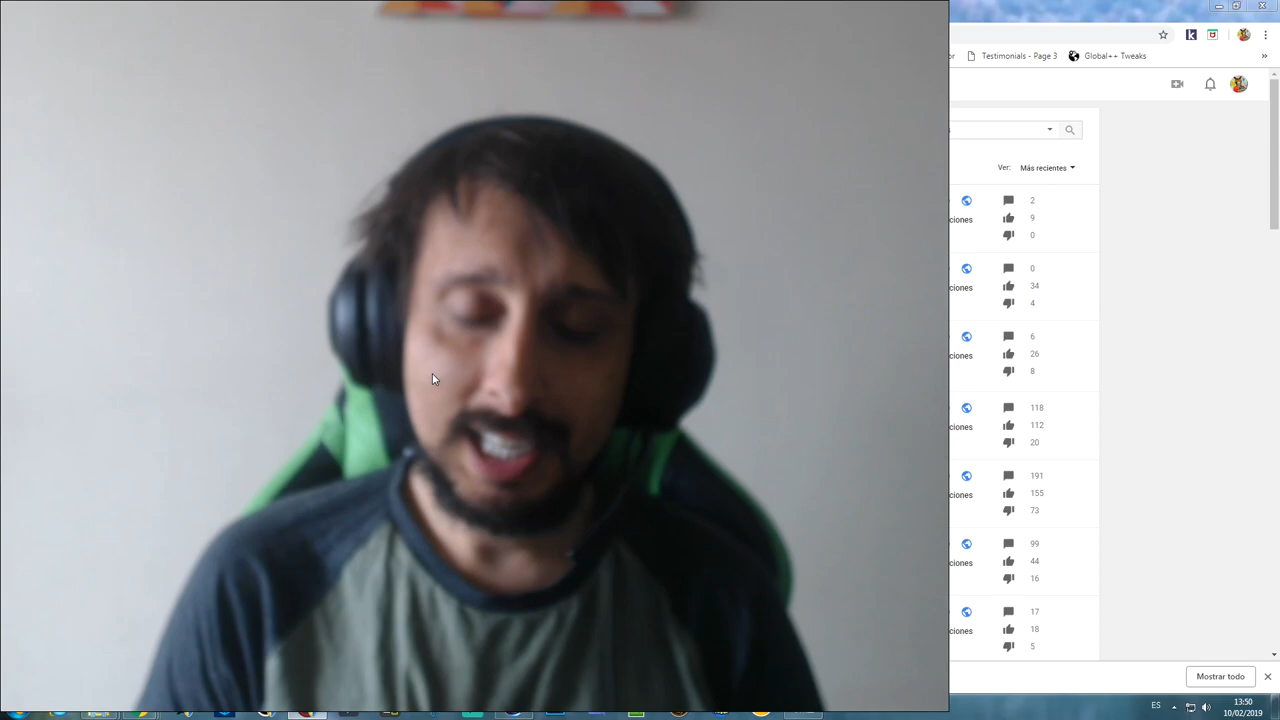 or
Testimonials - Page 3
Global++ Tweaks
Ver: Más recientes
2
ciones
9
0
0
ciones
34
4
6
ciones
26
8
118
ciones
112
20
191
ciones
155
73
99
ciones
44
16
17
ciones
18
5
Mostrar todo
ES
13:50
10/02/2019